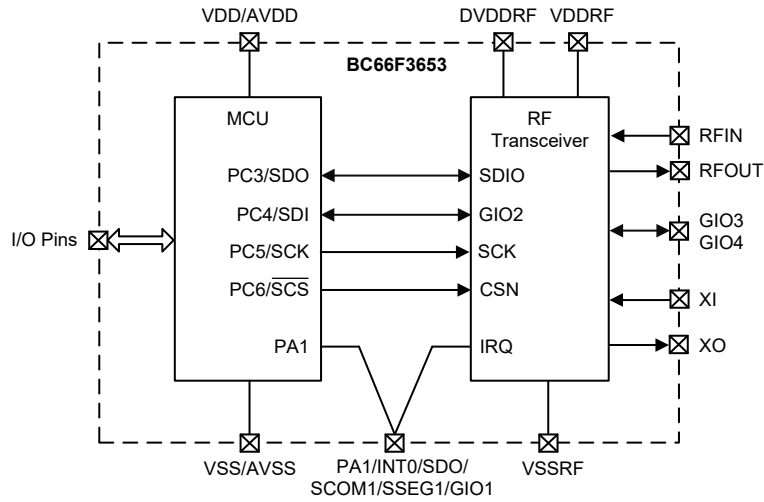 VDD/AVDD
DVDDRF
VDDRF
BC66F3653
MCU
RF
Transceiver
RFIN
RFOUT
PC3/SDO
SDIO
PC4/SDI
GIO2
GIO3
GIO4
I/O Pins
PC5/SCK
SCK
PC6/SCS
CSN
XI
PA1
IRQ
XO
VSS/AVSS
PA1/INT0/SDO/
SCOM1/SSEG1/GIO1
VSSRF